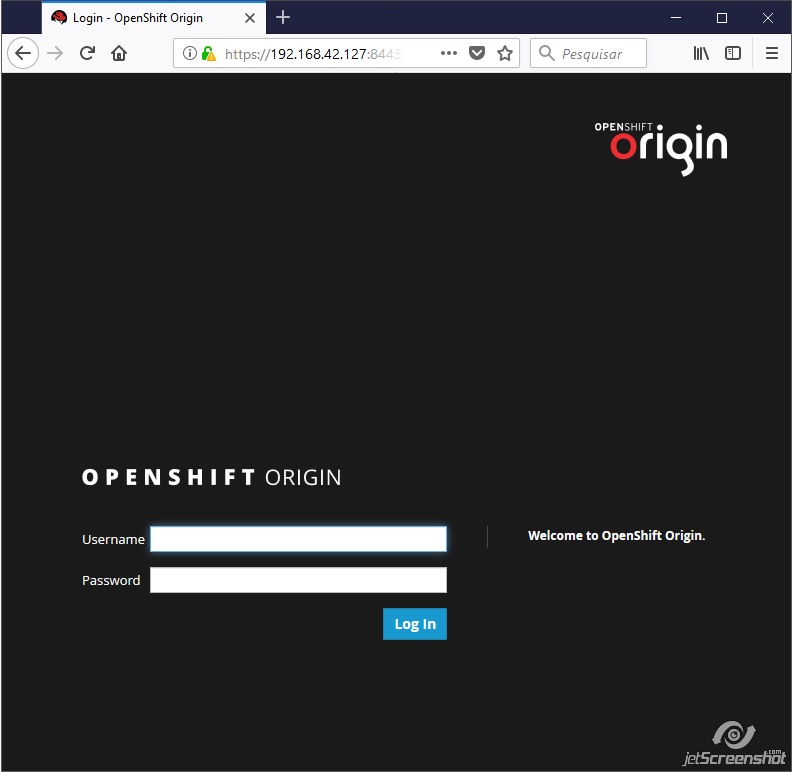 Login - OpenShift Origin
https://192.168.42.127:8443
Pesquisar
OPENSHIFT
origin
OPENSHIFT ORIGIN
Username
Welcome to OpenShift Origin.
Password
Log In
jetScreenshot.com